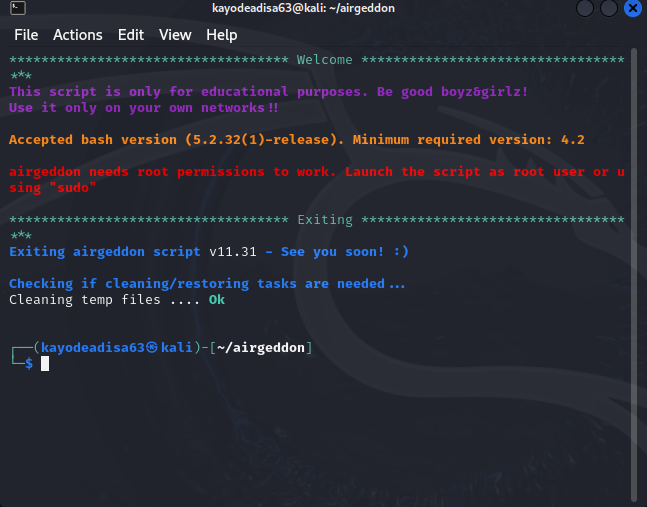 kayodeadisa63@kali: ~/airgeddon
File Actions Edit View Help
*********************************** Welcome *********************************
***
This script is only for educational purposes. Be good boyz&girlz!
Use it only on your own networks!!
Accepted bash version (5.2.32(1)-release). Minimum required version: 4.2
airgeddon needs root permissions to work. Launch the script as root user or u
sing "sudo"
*********************************** Exiting *********************************
***
Exiting airgeddon script v11.31 - See you soon! :)
Checking if cleaning/restoring tasks are needed...
Cleaning temp files .... Ok
┌──(kayodeadisa63㉿kali)-[~/airgeddon]
└─$